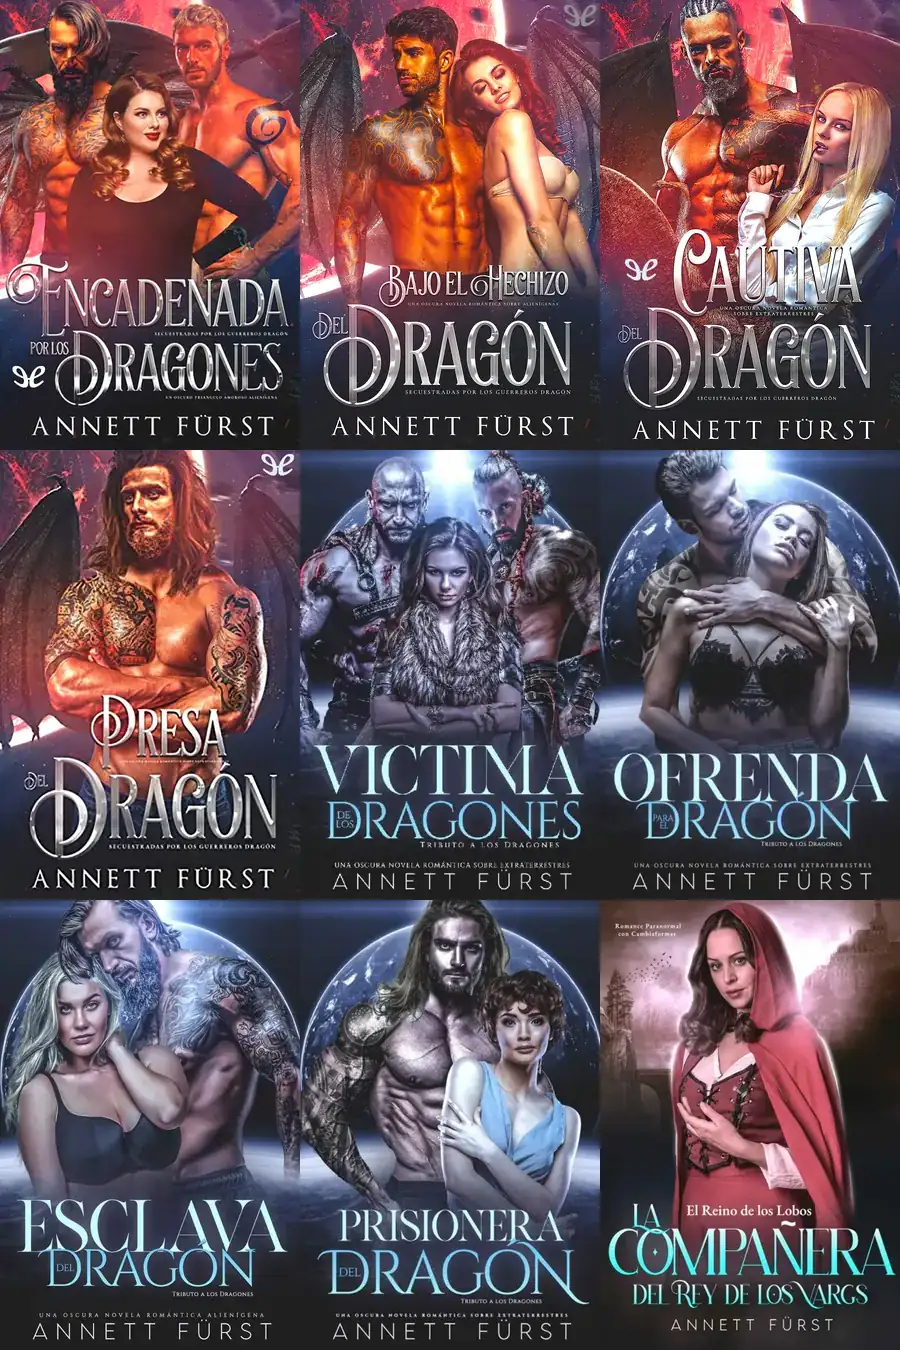 ENCADENADA
SECUESTRADAS POR LOS GUERREROS DRAGÓN
POR LOS
DRAGONES
UN OSCURO TRIÁNGULO AMOROSO ALIENÍGENA
ANNETT FÜRST
BAJO EL HECHIZO
UNA OSCURA NOVELA ROMÁNTICA SOBRE ALIENÍGENAS
DEL
DRAGÓN
SECUESTRADAS POR LOS GUERREROS DRAGÓN
ANNETT FÜRST
CAUTIVA
UNA OSCURA NOVELA ROMÁNTICA
SOBRE EXTRATERRESTRES
DEL
DRAGÓN
SECUESTRADAS POR LOS GUERREROS DRAGÓN
ANNETT FÜRST
PRESA
DEL
DRAGÓN
SECUESTRADAS POR LOS GUERREROS DRAGÓN
ANNETT FÜRST
VICTIMA
DE LOS
DRAGONES
TRIBUTO A LOS DRAGONES
UNA OSCURA NOVELA ROMÁNTICA SOBRE EXTRATERRESTRES
ANNETT FÜRST
OFRENDA
PARA EL
DRAGÓN
TRIBUTO A LOS DRAGONES
UNA OSCURA NOVELA ROMÁNTICA SOBRE EXTRATERRESTRES
ANNETT FÜRST
ESCLAVA
DEL
DRAGÓN
TRIBUTO A LOS DRAGONES
UNA OSCURA NOVELA ROMÁNTICA ALIENÍGENA
ANNETT FÜRST
PRISIONERA
DEL
DRAGÓN
TRIBUTO A LOS DRAGONES
UNA OSCURA NOVELA ROMÁNTICA SOBRE EXTRATERRESTRES
ANNETT FÜRST
Romance Paranormal
con Cambiaformas
El Reino de los Lobos
LA
COMPAÑERA
DEL REY DE LOS VARGS
ANNETT FÜRST